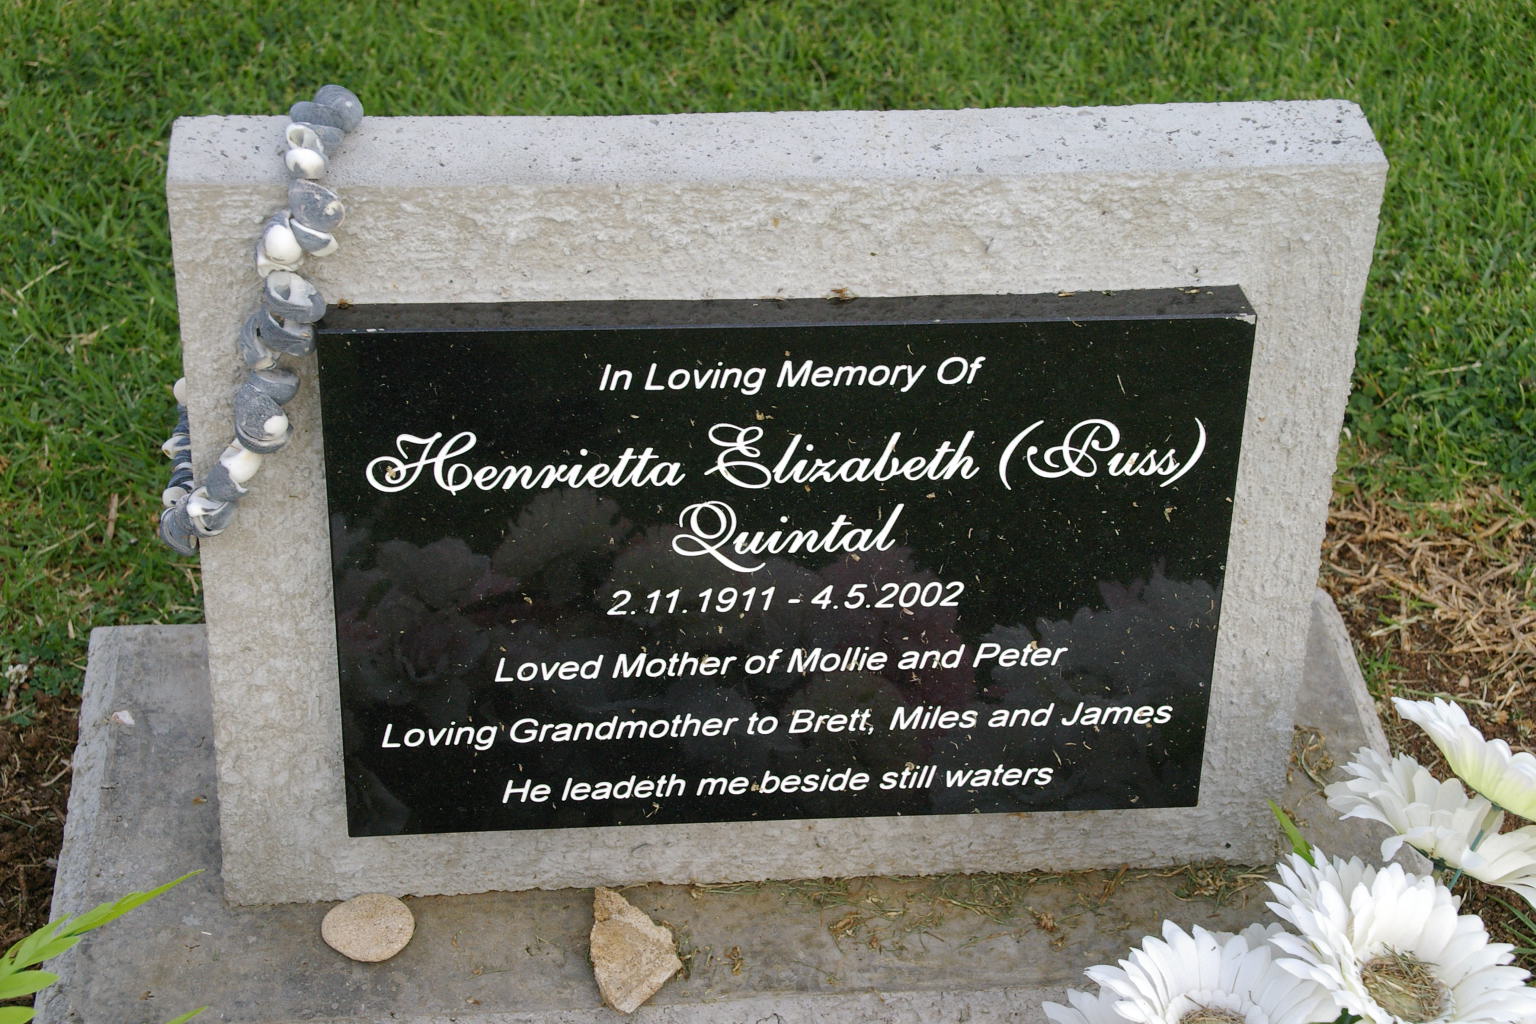 In Loving Memory Of
Henrietta Elizabeth (Puss)
Quintal
2.11.1911 - 4.5.2002
Loved Mother of Mollie and Peter
Loving Grandmother to Brett, Miles and James
He leadeth me beside still waters